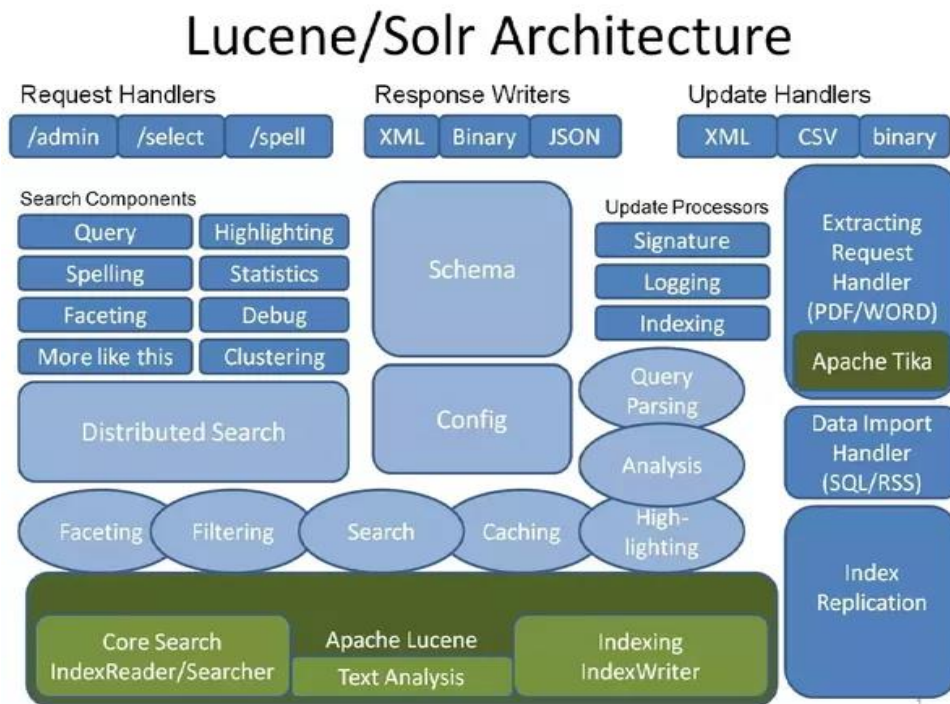 Lucene/Solr Architecture
Request Handlers
/admin
/select
/spell
Response Writers
XML
Binary
JSON
Update Handlers
XML
CSV
binary
Search Components
Query
Highlighting
Spelling
Statistics
Faceting
Debug
More like this
Clustering
Distributed Search
Schema
Config
Update Processors
Signature
Logging
Indexing
Query
Parsing
Analysis
High-
lighting
Faceting
Filtering
Search
Caching
Extracting
Request
Handler
(PDF/WORD)
Apache Tika
Data Import
Handler
(SQL/RSS)
Index
Replication
Core Search
IndexReader/Searcher
Apache Lucene
Text Analysis
Indexing
IndexWriter